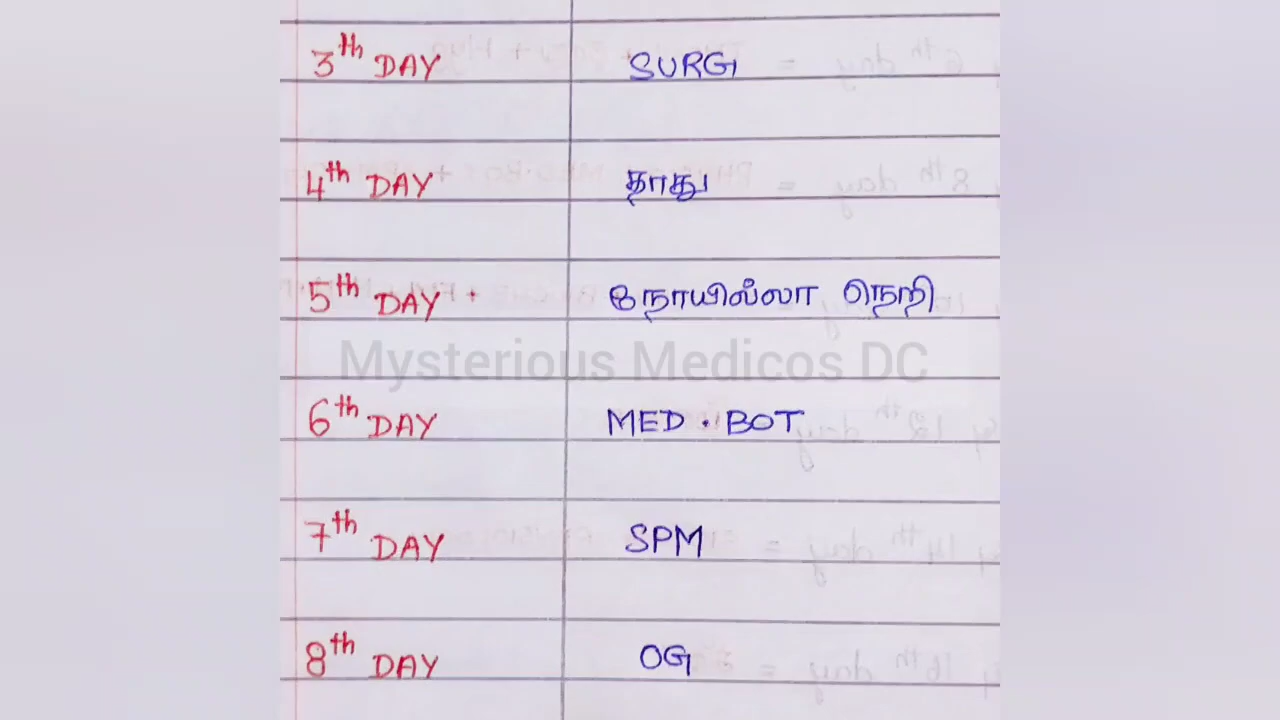 3th DAY SURG
4th DAY தாது
5th DAY நோயில்லா நெறி
Mysterious Medicos DC
6th DAY MED. BOT
7th DAY SPM
8th DAY OG